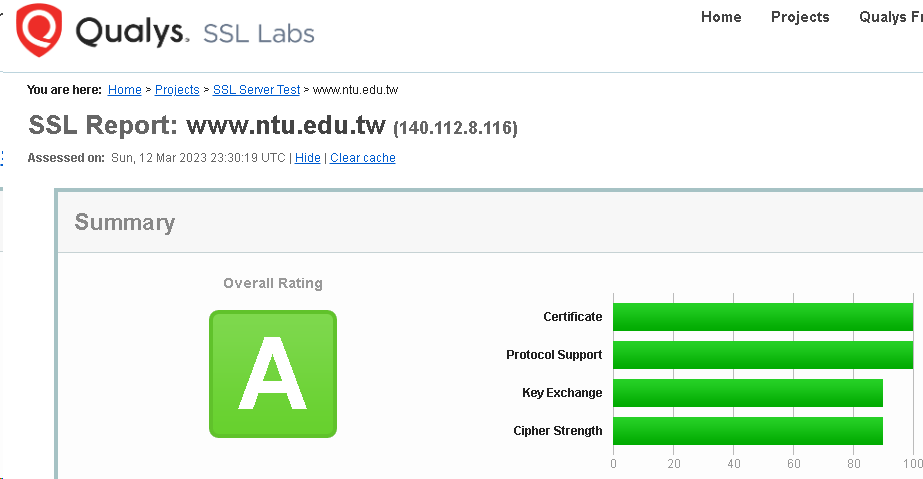 Qualys. SSL Labs
Home Projects Qualys Fr
You are here: Home > Projects > SSL Server Test > www.ntu.edu.tw
SSL Report: www.ntu.edu.tw (140.112.8.116)
Assessed on: Sun, 12 Mar 2023 23:30:19 UTC | Hide | Clear cache
Summary
Overall Rating
A
Certificate
Protocol Support
Key Exchange
Cipher Strength
0 20 40 60 80 100